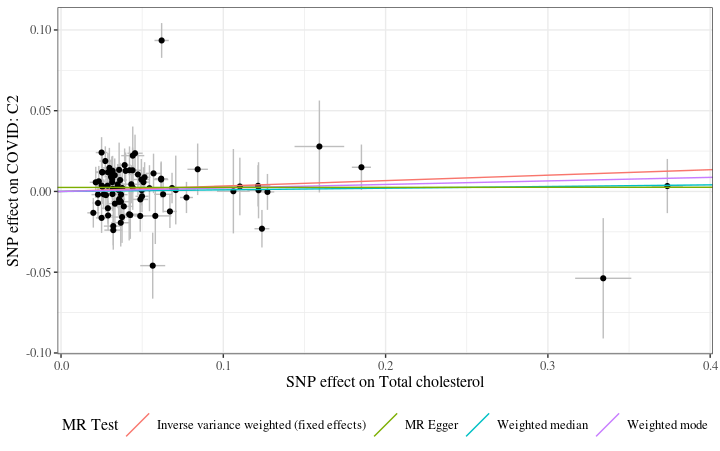 0.10
0.05
0.00
-0.05
-0.10
SNP effect on COVID: C2
0.0 0.1 0.2 0.3 0.4
SNP effect on Total cholesterol
MR Test Inverse variance weighted (fixed effects) MR Egger Weighted median Weighted mode